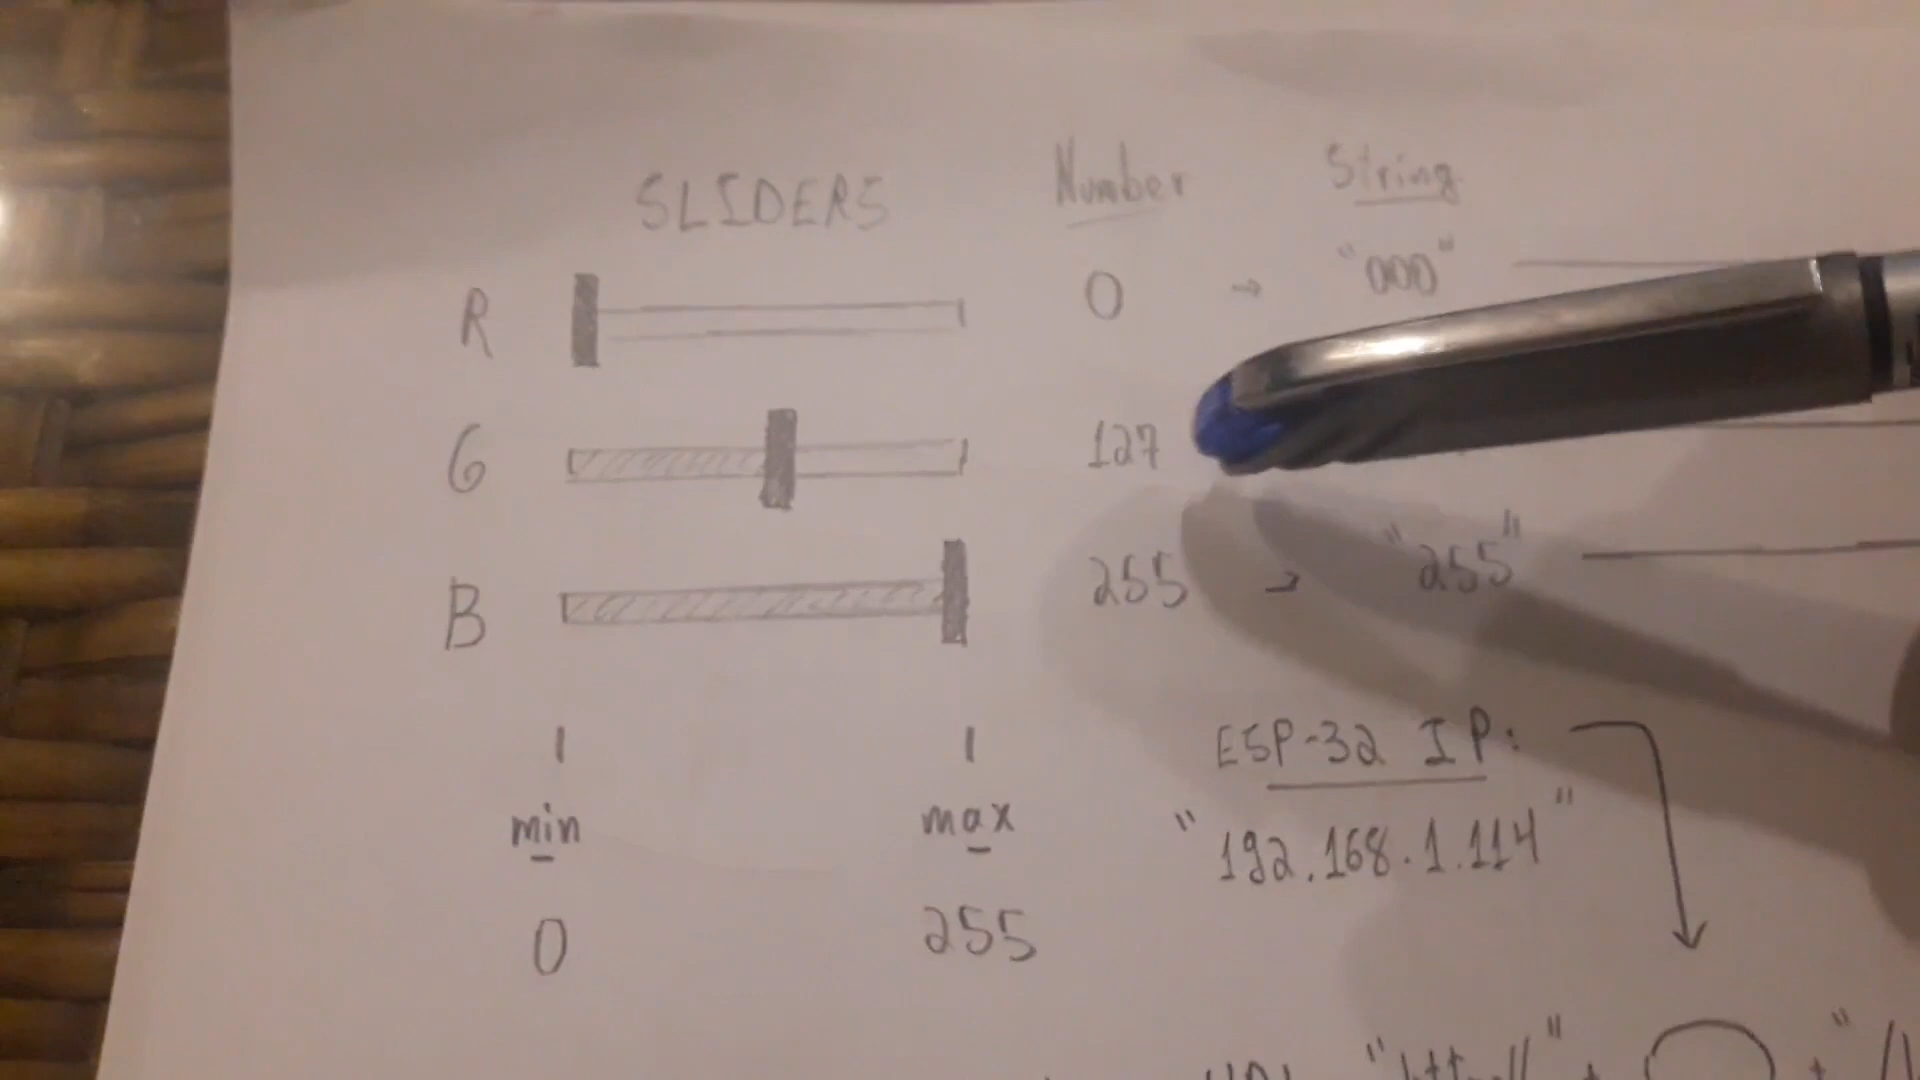 SLIDERS Number String
R 0 → "000"
G 127
B 255 → "255"
min max
0 255
ESP-32 IP:
"192.168.1.114"
"http://" + + "/